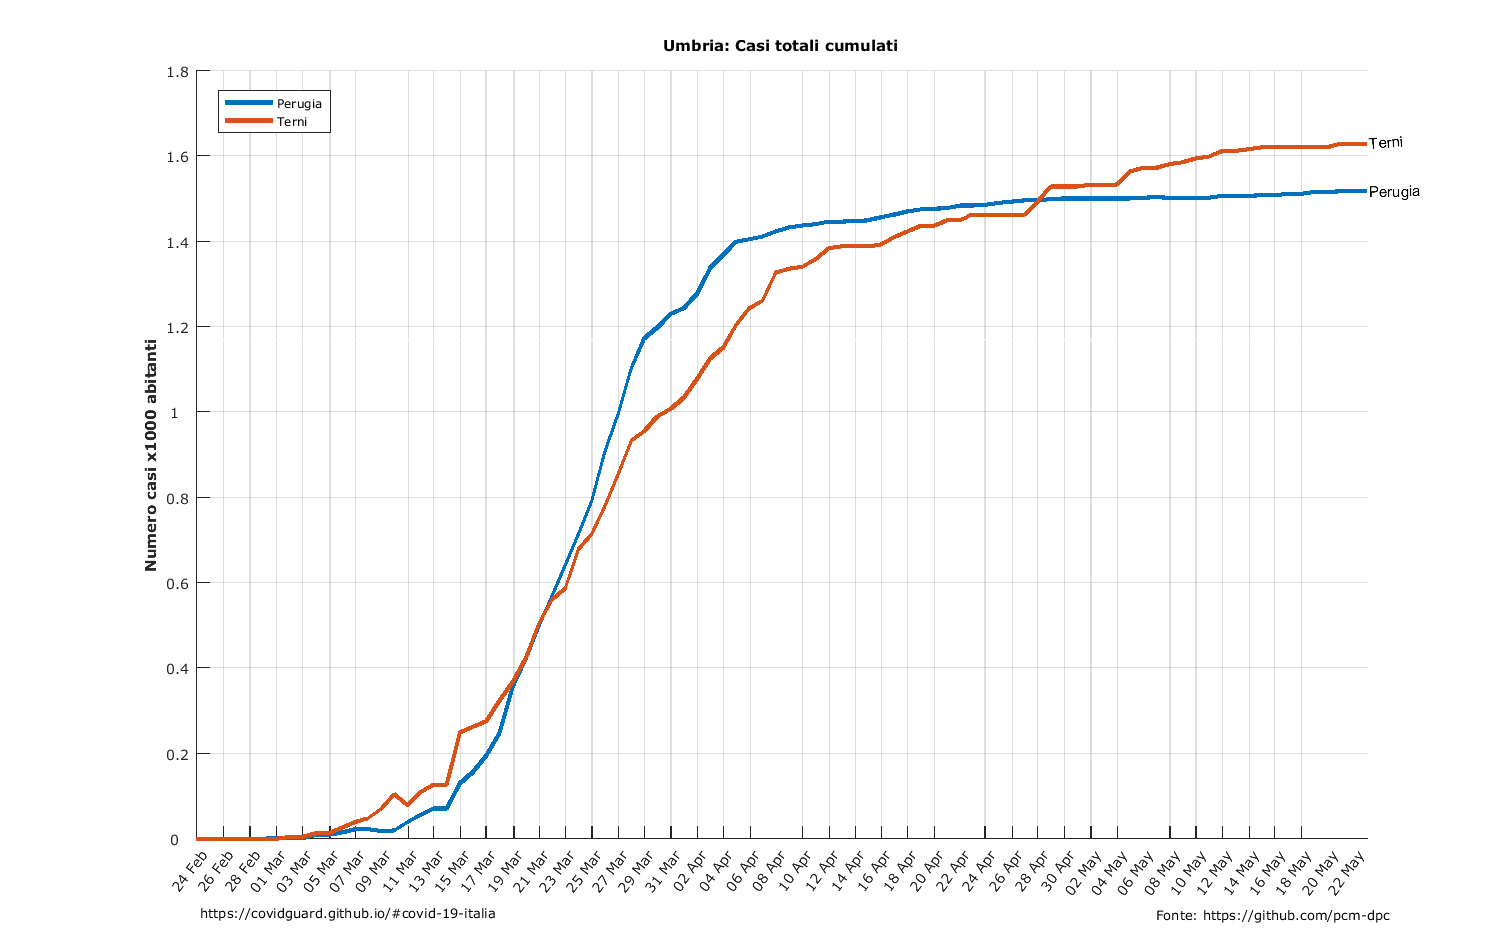 Umbria: Casi totali cumulati
Numero casi x1000 abitanti
1.8
1.6
1.4
1.2
1
0.8
0.6
0.4
0.2
0
Perugia
Terni
Terni
Perugia
24 Feb
26 Feb
28 Feb
01 Mar
03 Mar
05 Mar
07 Mar
09 Mar
11 Mar
13 Mar
15 Mar
17 Mar
19 Mar
21 Mar
23 Mar
25 Mar
27 Mar
29 Mar
31 Mar
02 Apr
04 Apr
06 Apr
08 Apr
10 Apr
12 Apr
14 Apr
16 Apr
18 Apr
20 Apr
22 Apr
24 Apr
26 Apr
28 Apr
30 Apr
02 May
04 May
06 May
08 May
10 May
12 May
14 May
16 May
18 May
20 May
22 May
https://covidguard.github.io/#covid-19-italia
Fonte: https://github.com/pcm-dpc